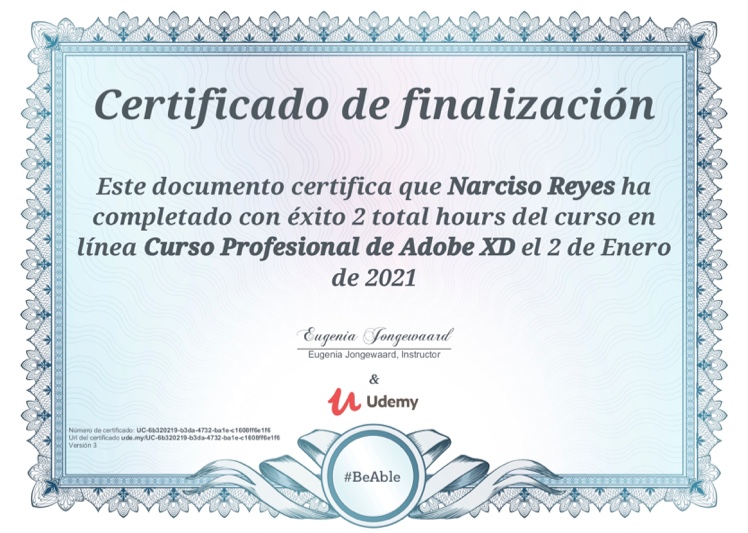 Certificado de finalización
Este documento certifica que Narciso Reyes ha
completado con éxito 2 total hours del curso en
línea Curso Profesional de Adobe XD el 2 de Enero
de 2021
Eugenia Jongewaard
Eugenia Jongewaard, Instructor
&
Udemy
Número de certificado: UC-6b320219-b3da-4732-ba1e-c1608ff6e1f6
Url del certificado ude.my/UC-6b320219-b3da-4732-ba1e-c1608ff6e1f6
Versión 3
#BeAble